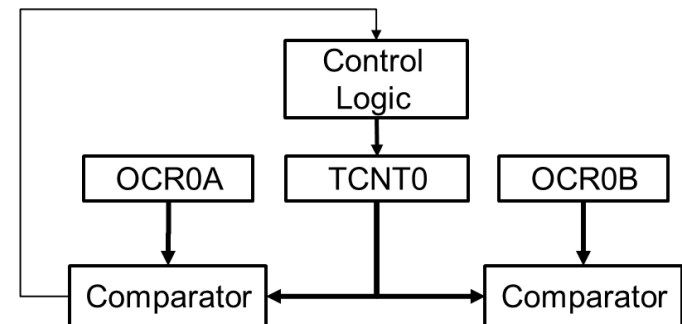 Control
Logic
OCR0A
TCNT0
OCR0B
Comparator
Comparator